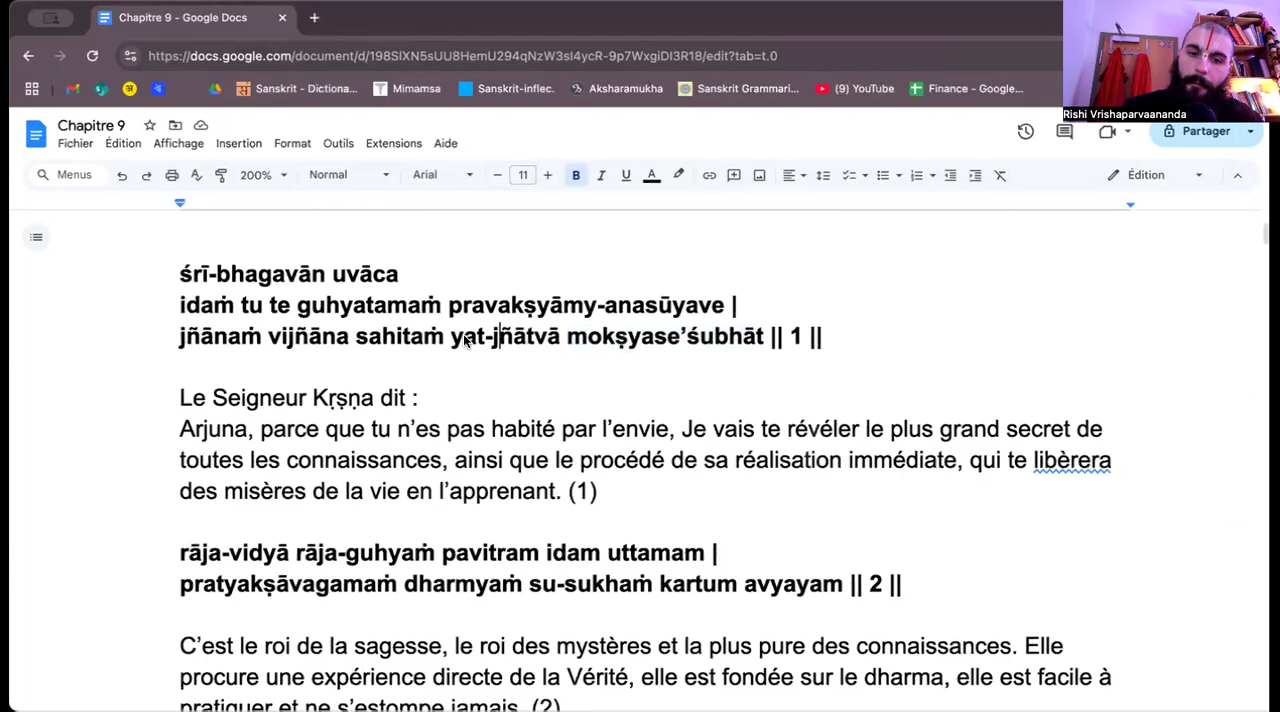 Chapitre 9 - Google Docs
https://docs.google.com/document/d/198SlXN5sUU8HemU294qNzW3sl4ycR-9p7WxgiDI3R18/edit?tab=t.0
Sanskrit - Dictiona...
Mimamsa
Sanskrit-inflec.
Aksharamukha
Sanskrit Grammari...
(9) YouTube
Finance - Google...
Rishi Vrishaparvaananda
Chapitre 9
Partager
Fichier Édition Affichage Insertion Format Outils Extensions Aide
Menus 200% Normal Arial 11 B I U A Édition
śrī-bhagavān uvāca
idaṁ tu te guhyatamaṁ pravakṣyāmy-anasūyave |
jñānaṁ vijñāna sahitaṁ yat-jñātvā mokṣyase’śubhāt || 1 ||
Le Seigneur Kṛṣṇa dit :
Arjuna, parce que tu n’es pas habité par l’envie, Je vais te révéler le plus grand secret de
toutes les connaissances, ainsi que le procédé de sa réalisation immédiate, qui te libèrera
des misères de la vie en l’apprenant. (1)
rāja-vidyā rāja-guhyaṁ pavitram idam uttamam |
pratyakṣāvagamaṁ dharmyaṁ su-sukhaṁ kartum avyayam || 2 ||
C’est le roi de la sagesse, le roi des mystères et la plus pure des connaissances. Elle
procure une expérience directe de la Vérité, elle est fondée sur le dharma, elle est facile à
pratiquer et ne s’estompe jamais. (2)